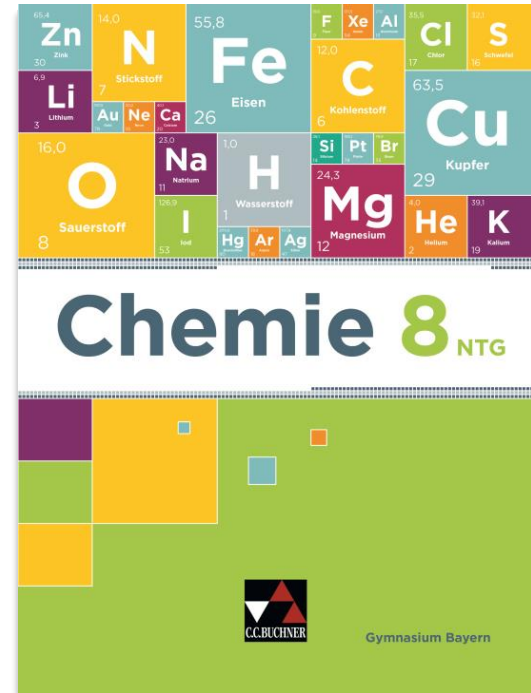 65,4
Zn
Zink
30
14,0
N
Stickstoff
7
55,8
Fe
Eisen
26
F
Xe
Al
12,0
C
Kohlenstoff
6
35,5
Cl
Chlor
17
32,1
S
Schwefel
16
6,9
Li
Lithium
3
Au
Ne
Ca
63,5
Cu
Kupfer
29
16,0
O
Sauerstoff
8
23,0
Na
Natrium
11
1,0
H
Wasserstoff
1
Si
Pt
Br
24,3
Mg
Magnesium
12
126,9
I
Iod
53
Hg
Ar
Ag
4,0
He
Helium
2
39,1
K
Kalium
19
Chemie 8 NTG
C.C.BUCHNER
Gymnasium Bayern